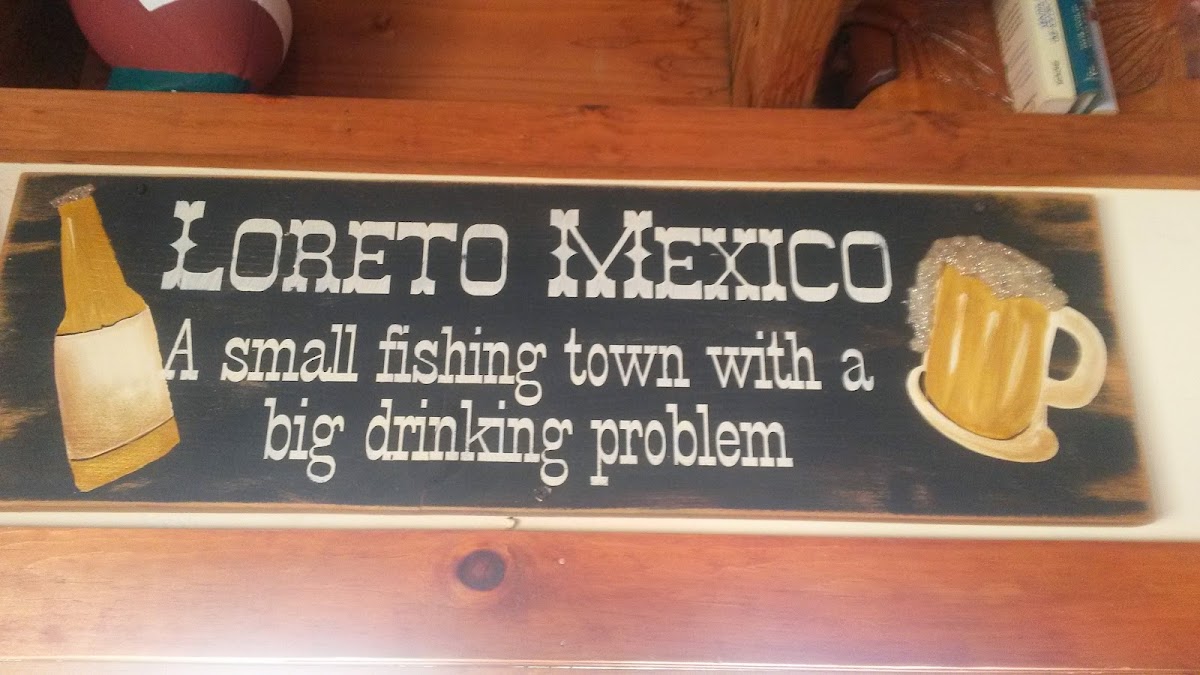 Loreto Mexico
A small fishing town with a
big drinking problem